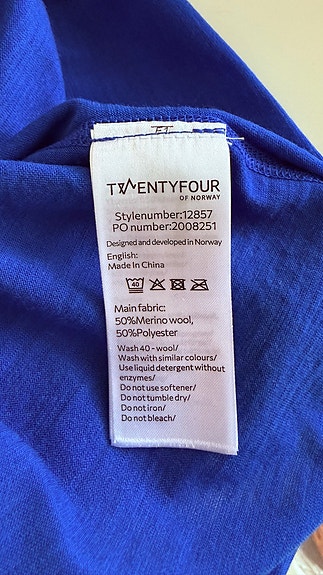 TWENTYFOUR
OF NORWAY
Stylenumber:12857
PO number:2008251
Designed and developed in Norway
English:
Made In China
40
Main fabric:
50%Merino wool,
50%Polyester
Wash 40 - wool/
Wash with similar colours/
Use liquid detergent without
enzymes/
Do not use softener/
Do not tumble dry/
Do not iron/
Do not bleach/